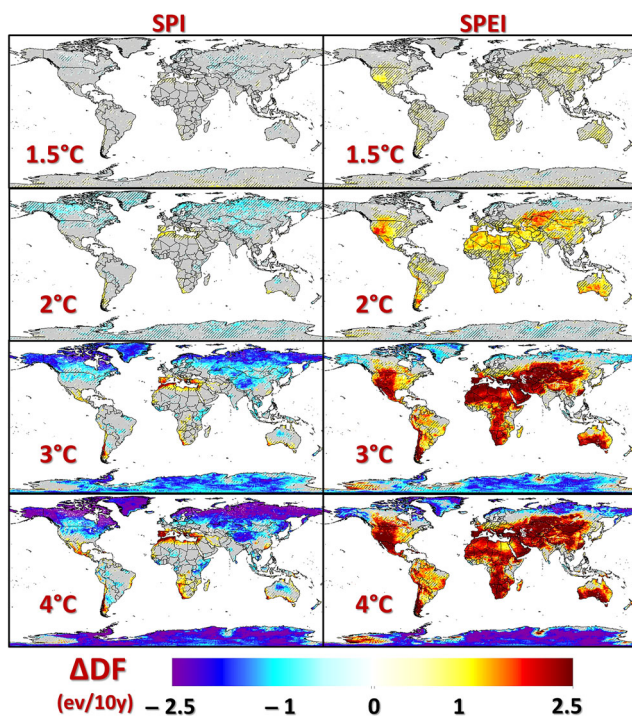 SPI SPEI
1.5°C 1.5°C
2°C 2°C
3°C 3°C
4°C 4°C
ΔDF
(ev/10y)
– 2.5 – 1 0 1 2.5